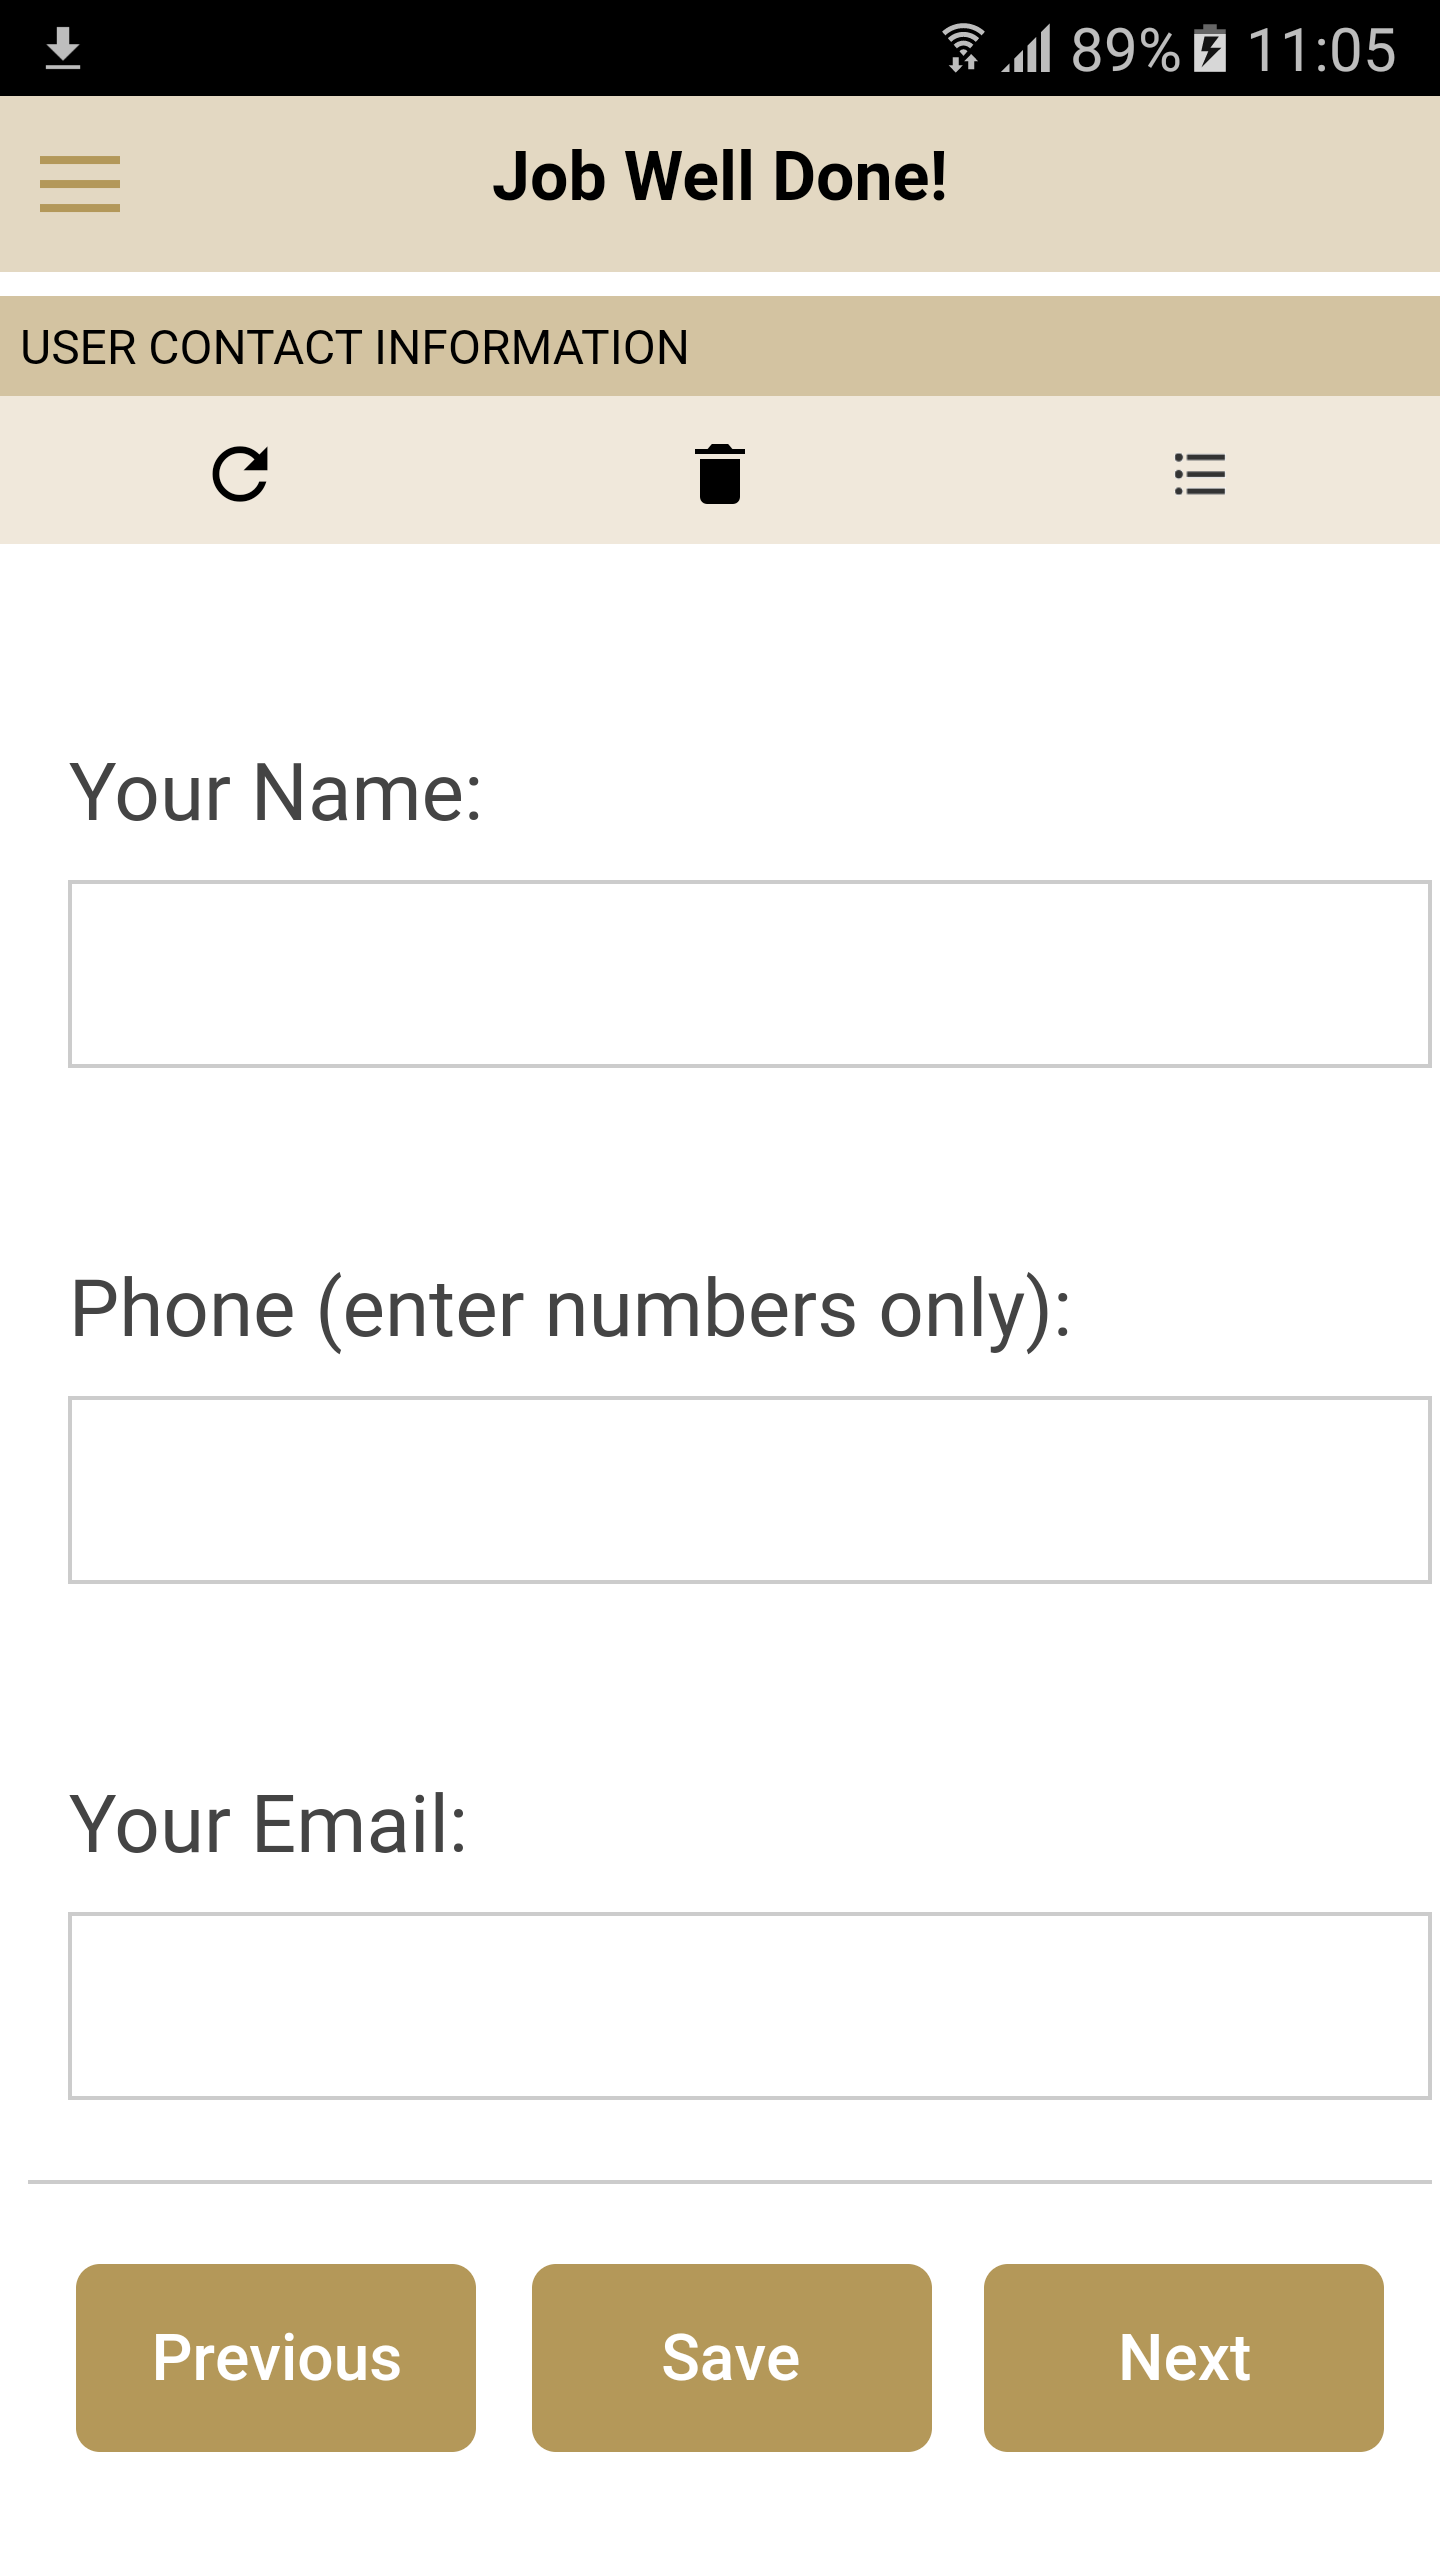 89% 11:05
Job Well Done!
USER CONTACT INFORMATION
Your Name:
Phone (enter numbers only):
Your Email:
Previous Save Next